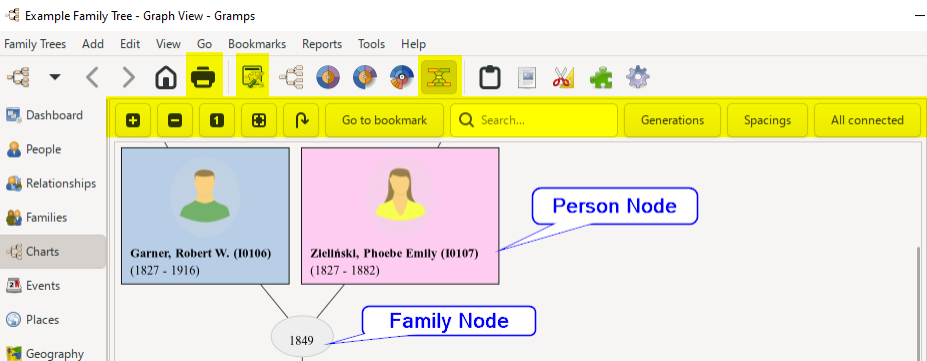 Example Family Tree - Graph View - Gramps
Family Trees Add Edit View Go Bookmarks Reports Tools Help
Dashboard
1 Go to bookmark Search... Generations Spacings All connected
People
Relationships
Families
Charts
Events
Places
Geography
Garner, Robert W. (I0106)
(1827 - 1916)
Zieliński, Phoebe Emily (I0107)
(1827 - 1882)
Person Node
Family Node
1849